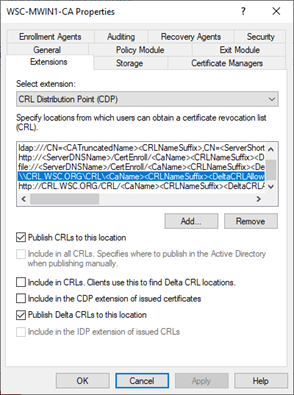 WSC-MWIN1-CA Properties
Enrollment Agents Auditing Recovery Agents Security
General Policy Module Exit Module
Extensions Storage Certificate Managers
Select extension:
CRL Distribution Point (CDP)
Specify locations from which users can obtain a certificate revocation list
(CRL).
ldap:///CN=<CATruncatedName><CRLNameSuffix>,CN=<ServerShort
http://<ServerDNSName>/CertEnroll/<CaName><CRLNameSuffix><D
file://<ServerDNSName>/CertEnroll/<CaName><CRLNameSuffix><De
\\CRL.WSC.ORG\CRL\<CaName><CRLNameSuffix><DeltaCRLAllow
http://CRL.WSC.ORG/CRL/<CaName><CRLNameSuffix><DeltaCRLA
Add... Remove
Publish CRLs to this location
Include in all CRLs. Specifies where to publish in the Active Directory
when publishing manually.
Include in CRLs. Clients use this to find Delta CRL locations.
Include in the CDP extension of issued certificates
Publish Delta CRLs to this location
Include in the IDP extension of issued CRLs
OK Cancel Apply Help